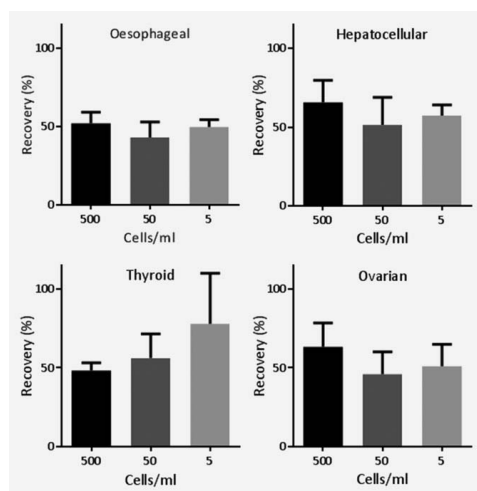 Oesophageal
Recovery (%)
100
50
0
500 50 5
Cells/ml
Hepatocellular
Recovery (%)
100
50
0
500 50 5
Cells/ml
Thyroid
Recovery (%)
100
50
0
500 50 5
Cells/ml
Ovarian
Recovery (%)
100
50
0
500 50 5
Cells/ml